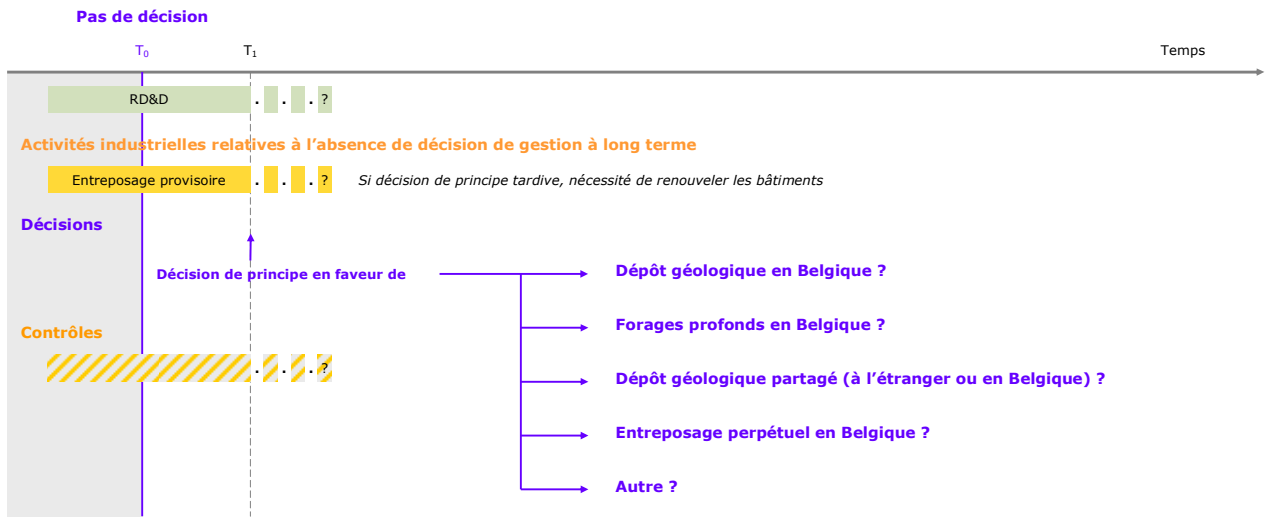 Pas de décision
T₀
T₁
Temps
RD&D
. . . ?
Activités industrielles relatives à l’absence de décision de gestion à long terme
Entreposage provisoire
. . . ?
Si décision de principe tardive, nécessité de renouveler les bâtiments
Décisions
Décision de principe en faveur de
Dépôt géologique en Belgique ?
Forages profonds en Belgique ?
Contrôles
. . . ?
Dépôt géologique partagé (à l’étranger ou en Belgique) ?
Entreposage perpétuel en Belgique ?
Autre ?